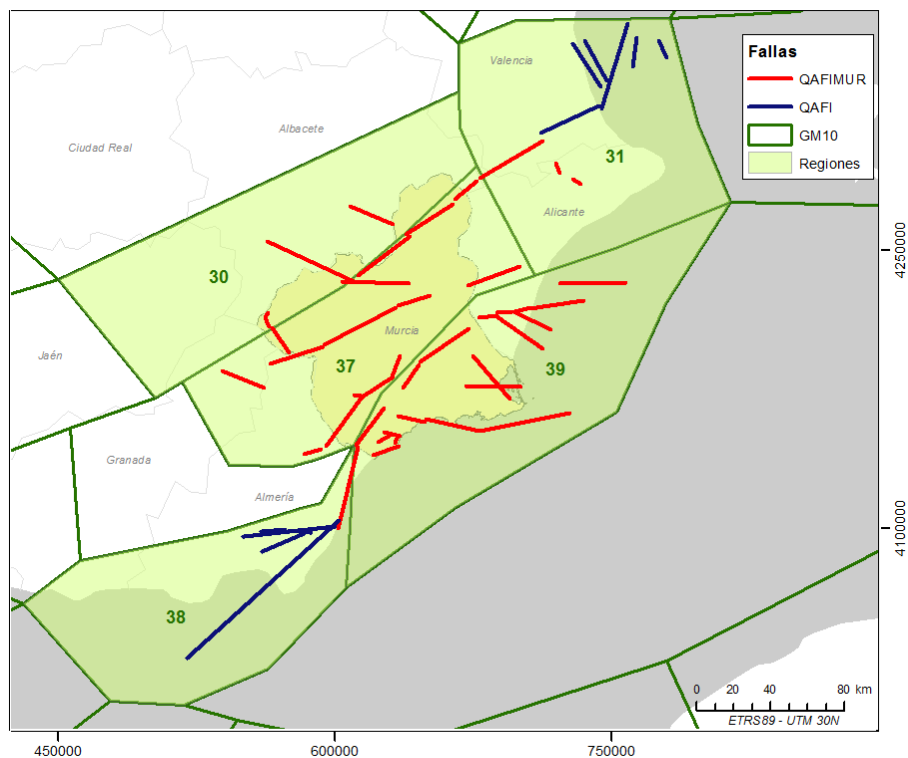 Fallas
QAFIMUR
QAFI
GM10
Regiones
Valencia
Albacete
Ciudad Real
31
Alicante
30
4250000
Murcia
Jaén
37
39
Granada
Almería
4100000
38
0 20 40 80 km
ETRS89 - UTM 30N
450000 600000 750000